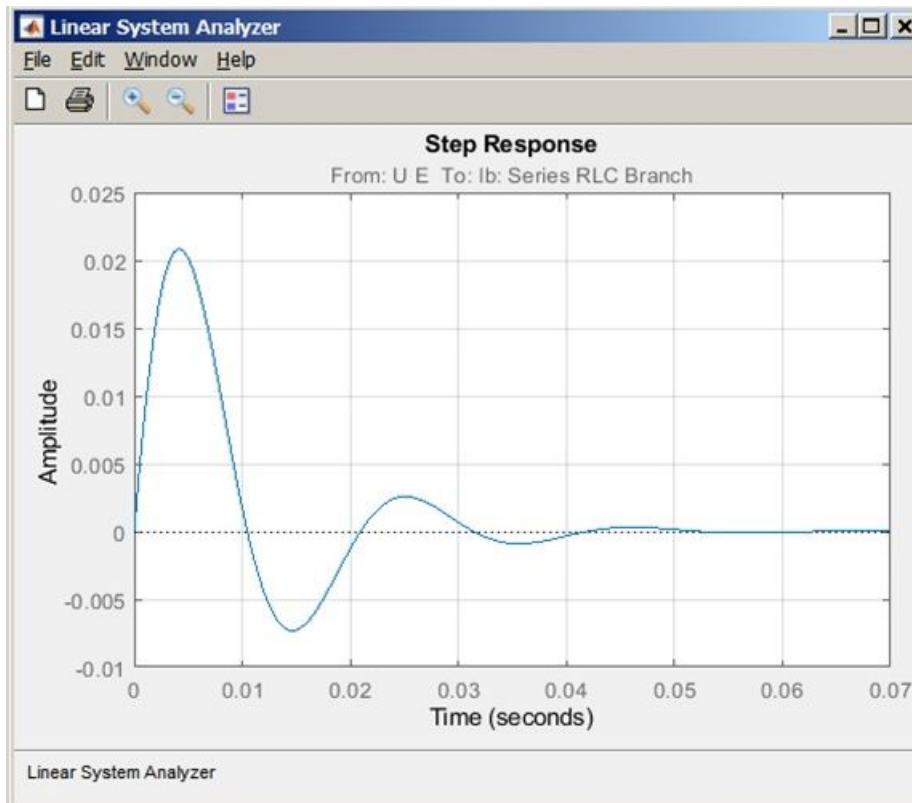 Linear System Analyzer
File Edit Window Help
Step Response
From: U E To: Ib: Series RLC Branch
Amplitude
0.025
0.02
0.015
0.01
0.005
0
-0.005
-0.01
0 0.01 0.02 0.03 0.04 0.05 0.06 0.07
Time (seconds)
Linear System Analyzer